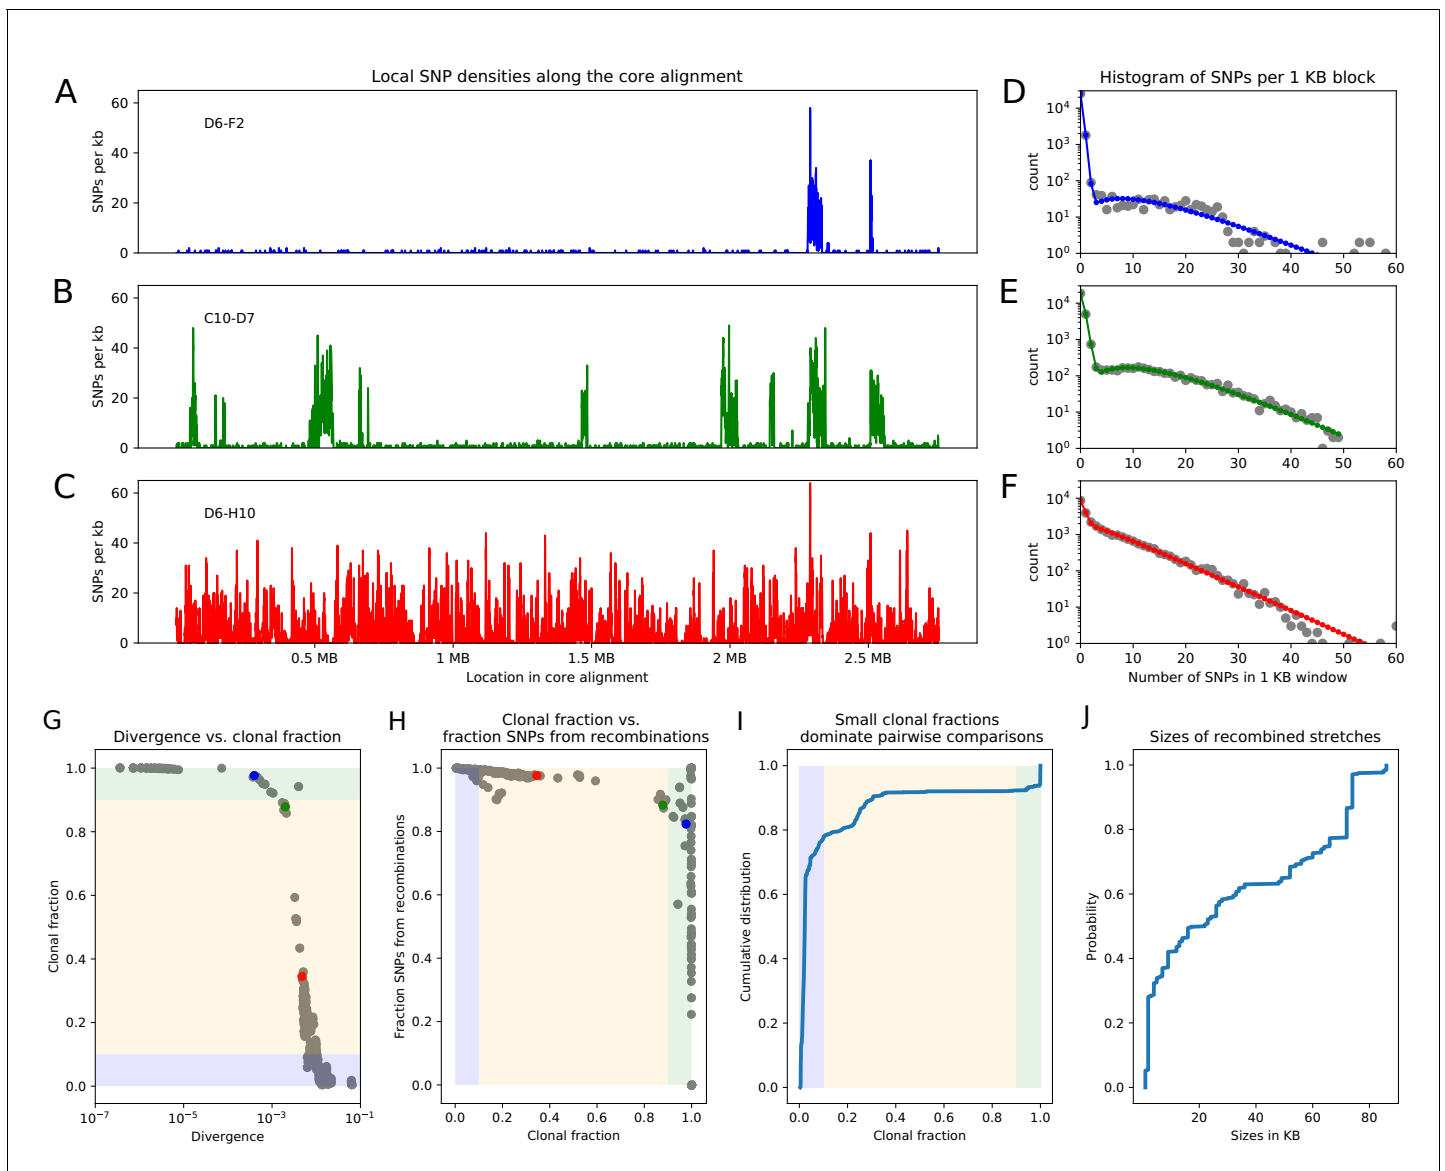 A
Local SNP densities along the core alignment
D6-F2
SNPs per kb
60
40
20
0
B
C10-D7
SNPs per kb
60
40
20
0
C
D6-H10
SNPs per kb
60
40
20
0
0.5 MB 1 MB 1.5 MB 2 MB 2.5 MB
Location in core alignment
D
Histogram of SNPs per 1 KB block
count
10⁴
10³
10²
10¹
10⁰
0 10 20 30 40 50 60
E
count
10⁴
10³
10²
10¹
10⁰
0 10 20 30 40 50 60
F
count
10⁴
10³
10²
10¹
10⁰
0 10 20 30 40 50 60
Number of SNPs in 1 KB window
G
Divergence vs. clonal fraction
Clonal fraction
1.0
0.8
0.6
0.4
0.2
0.0
10⁻⁷ 10⁻⁵ 10⁻³ 10⁻¹
Divergence
H
Clonal fraction vs.
fraction SNPs from recombinations
Fraction SNPs from recombinations
1.0
0.8
0.6
0.4
0.2
0.0
0.0 0.2 0.4 0.6 0.8 1.0
Clonal fraction
I
Small clonal fractions
dominate pairwise comparisons
Cumulative distribution
1.0
0.8
0.6
0.4
0.2
0.0
0.0 0.2 0.4 0.6 0.8 1.0
Clonal fraction
J
Sizes of recombined stretches
Probability
1.0
0.8
0.6
0.4
0.2
0.0
20 40 60 80
Sizes in KB